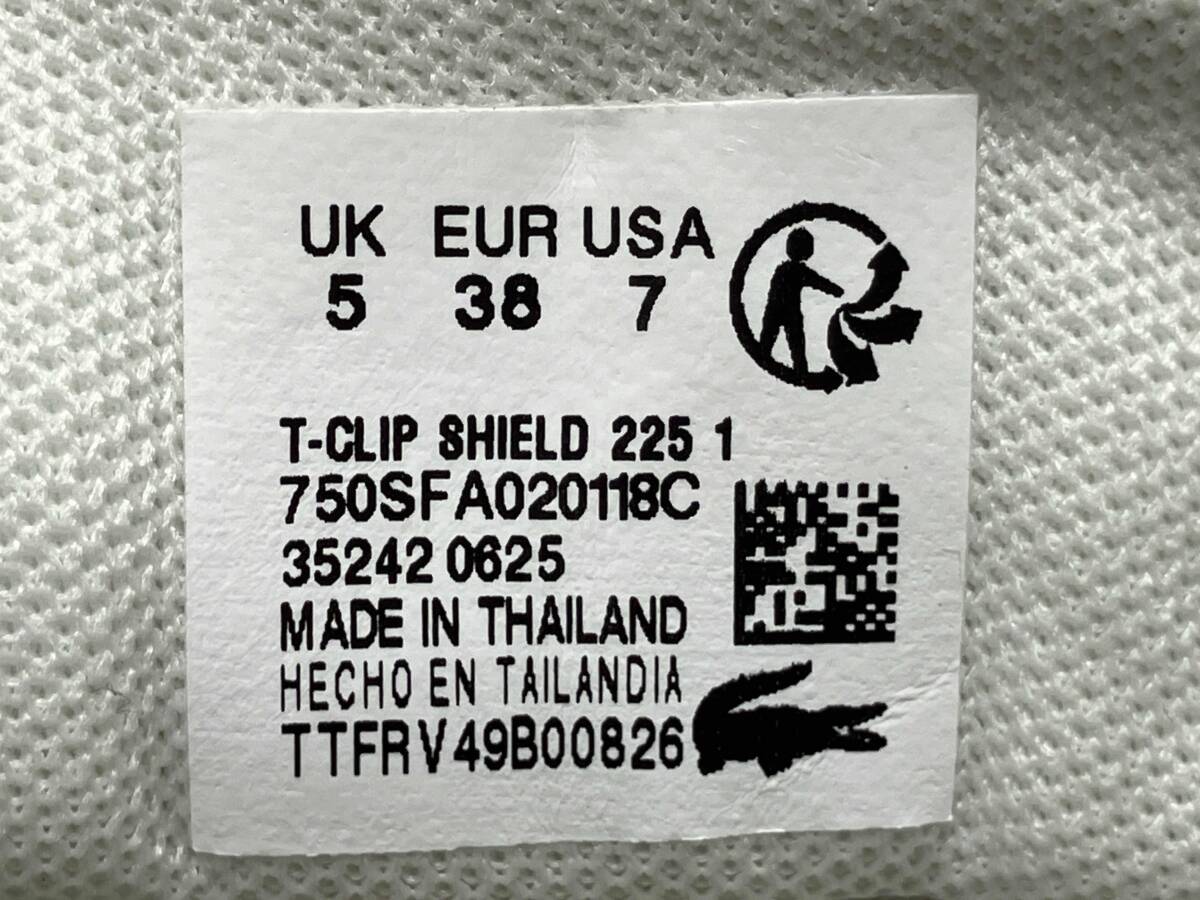 UK EUR USA
5 38 7
T-CLIP SHIELD 225 1
750SFA020118C
35242 0625
MADE IN THAILAND
HECHO EN TAILANDIA
TTFRV49B00826